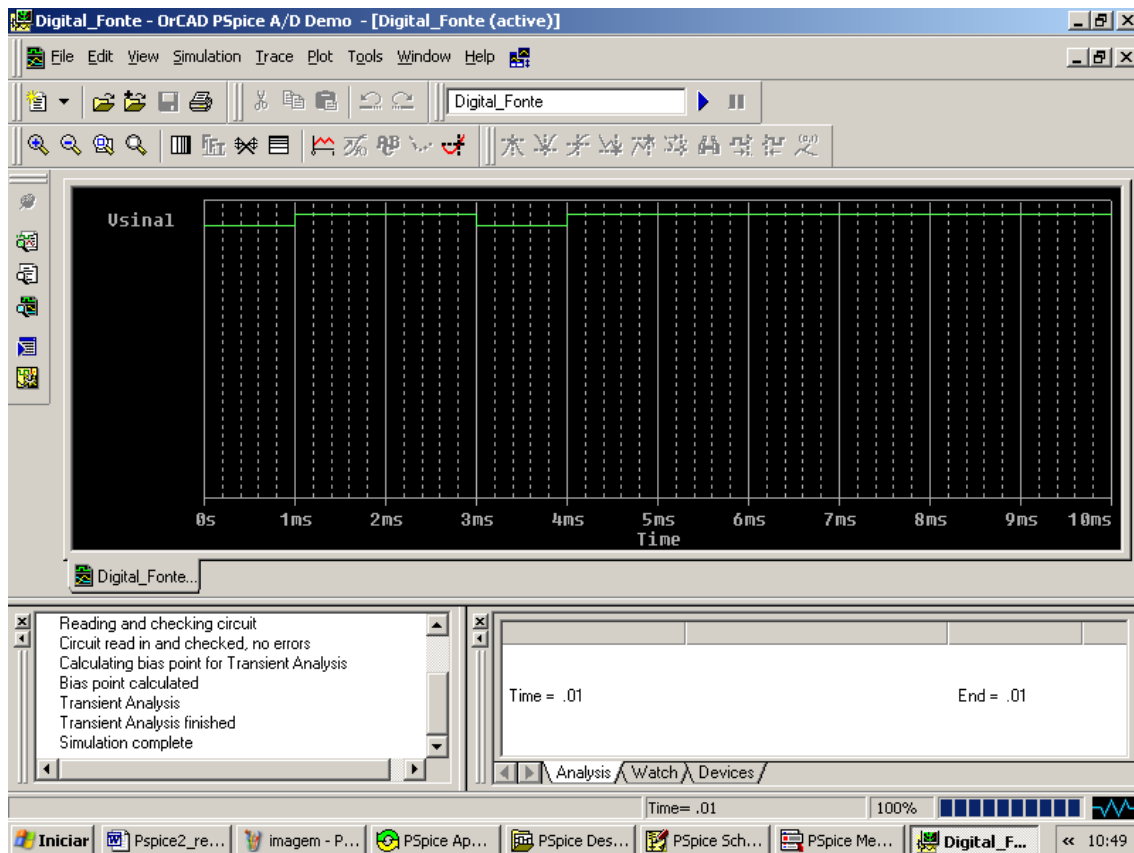 Digital_Fonte - OrCAD PSpice A/D Demo - [Digital_Fonte (active)]
File Edit View Simulation Trace Plot Tools Window Help
Digital_Fonte
FFT
Vsinal
0s 1ms 2ms 3ms 4ms 5ms 6ms 7ms 8ms 9ms 10ms
Time
Digital_Fonte...
Reading and checking circuit
Circuit read in and checked, no errors
Calculating bias point for Transient Analysis
Bias point calculated
Transient Analysis
Transient Analysis finished
Simulation complete
Time = .01 End = .01
Analysis Watch Devices
Time= .01 100%
Iniciar Pspice2_re... imagem - P... PSpice Ap... PSpice Des... PSpice Sch... PSpice Me... Digital_F... « 10:49